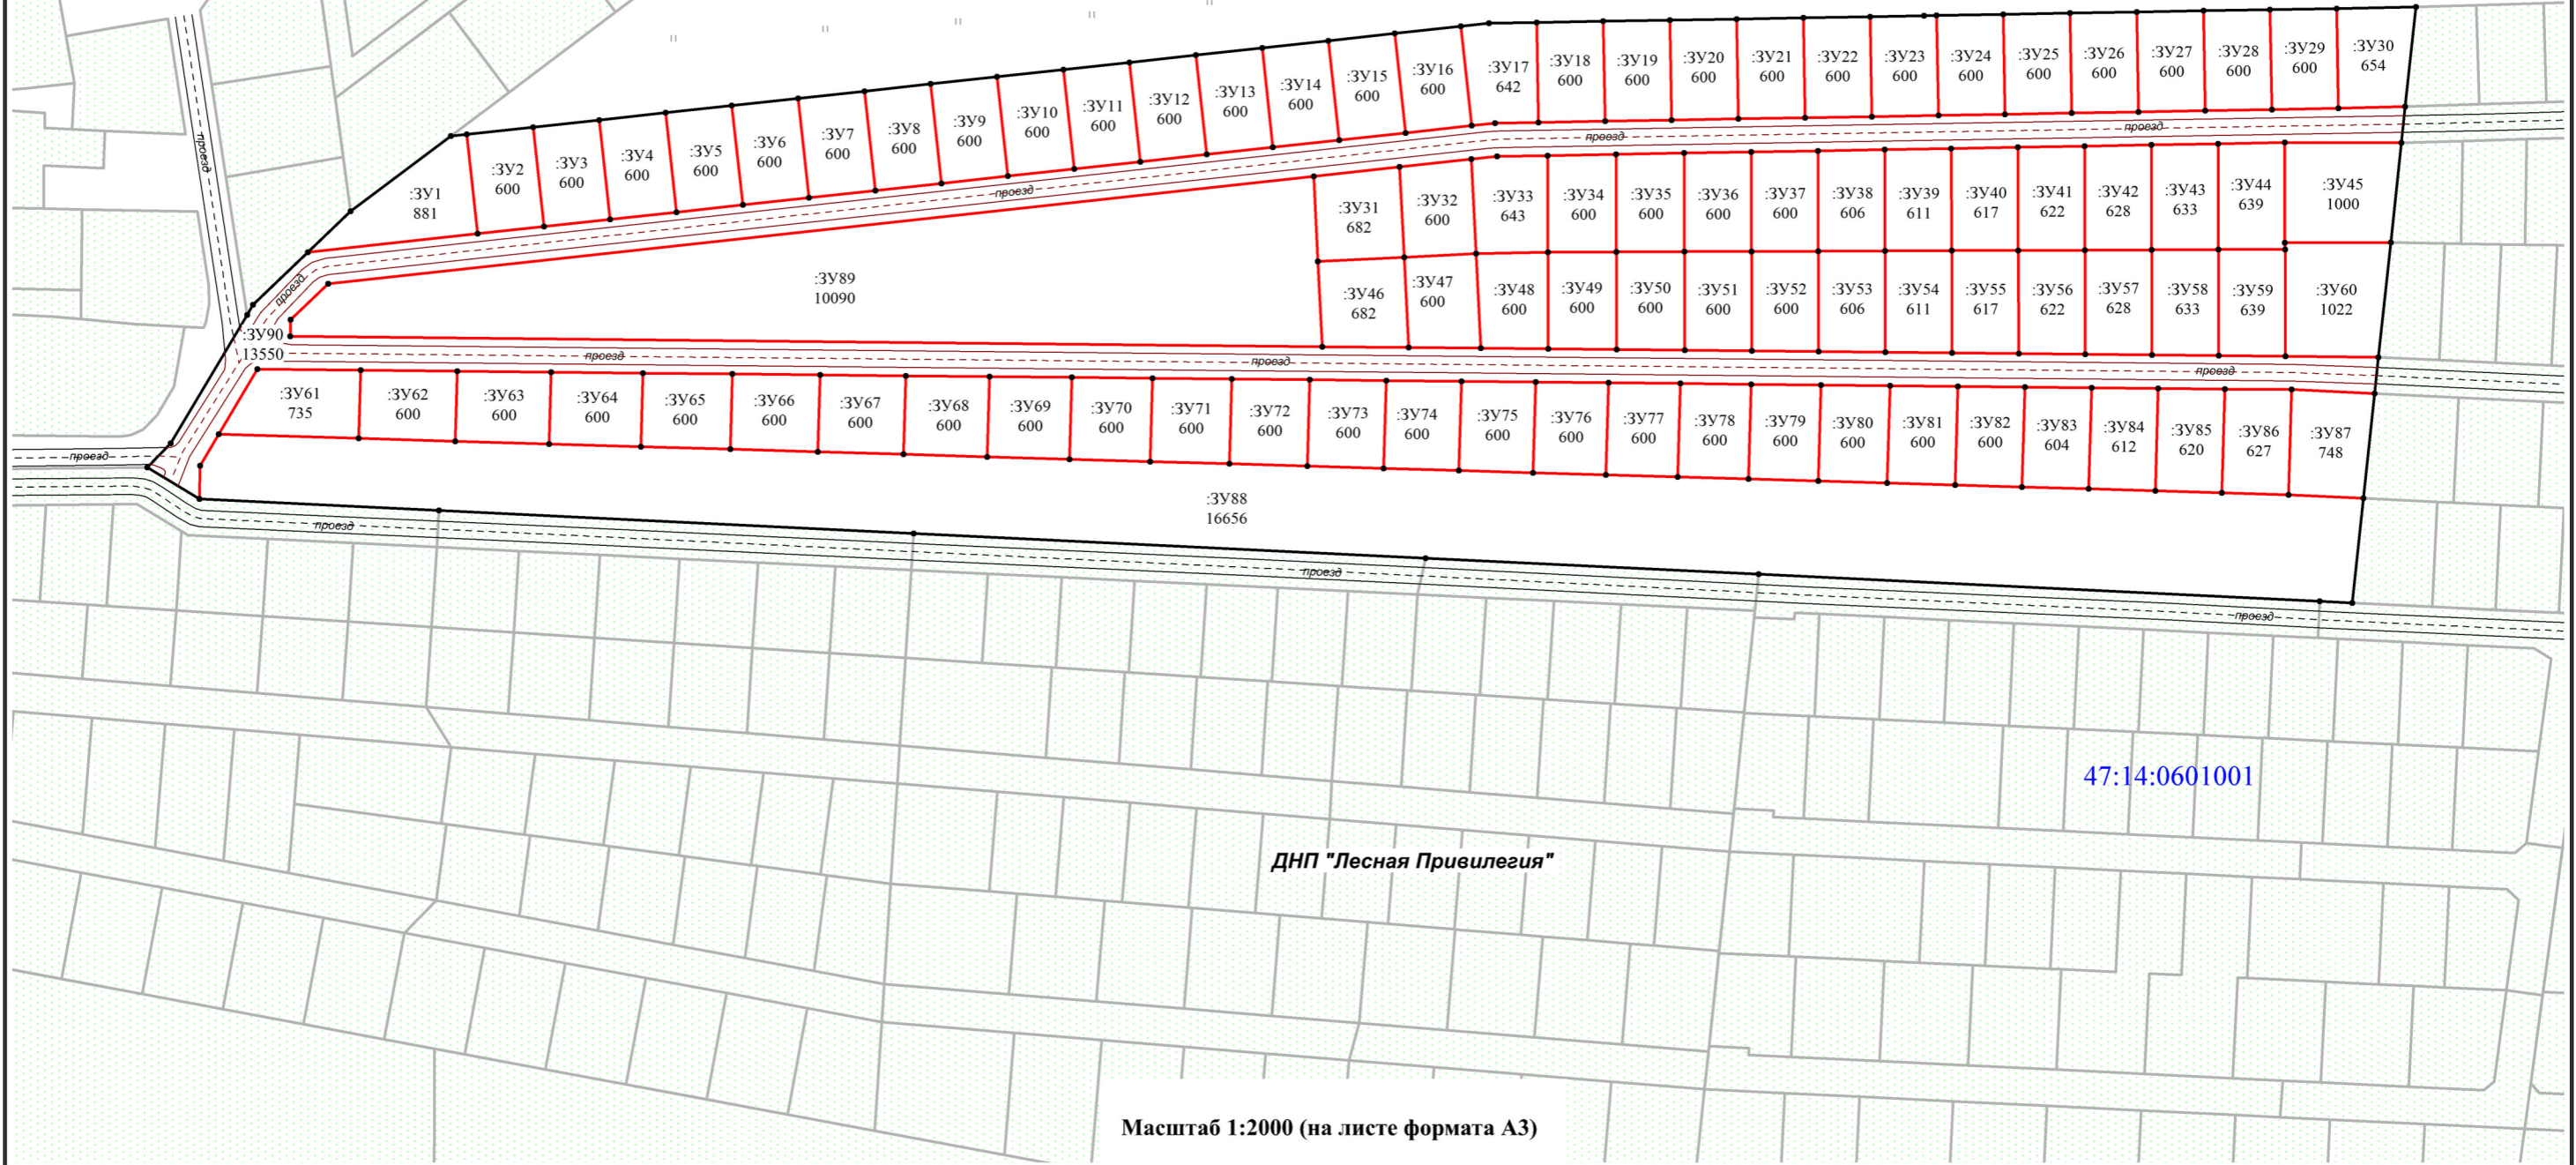 :ЗУ1
881
:ЗУ2
600
:ЗУ3
600
:ЗУ4
600
:ЗУ5
600
:ЗУ6
600
:ЗУ7
600
:ЗУ8
600
:ЗУ9
600
:ЗУ10
600
:ЗУ11
600
:ЗУ12
600
:ЗУ13
600
:ЗУ14
600
:ЗУ15
600
:ЗУ16
600
:ЗУ17
642
:ЗУ18
600
:ЗУ19
600
:ЗУ20
600
:ЗУ21
600
:ЗУ22
600
:ЗУ23
600
:ЗУ24
600
:ЗУ25
600
:ЗУ26
600
:ЗУ27
600
:ЗУ28
600
:ЗУ29
600
:ЗУ30
654
проезд
проезд
проезд
проезд
проезд
:ЗУ31
682
:ЗУ32
600
:ЗУ33
643
:ЗУ34
600
:ЗУ35
600
:ЗУ36
600
:ЗУ37
600
:ЗУ38
606
:ЗУ39
611
:ЗУ40
617
:ЗУ41
622
:ЗУ42
628
:ЗУ43
633
:ЗУ44
639
:ЗУ45
1000
:ЗУ89
10090
:ЗУ46
682
:ЗУ47
600
:ЗУ48
600
:ЗУ49
600
:ЗУ50
600
:ЗУ51
600
:ЗУ52
600
:ЗУ53
606
:ЗУ54
611
:ЗУ55
617
:ЗУ56
622
:ЗУ57
628
:ЗУ58
633
:ЗУ59
639
:ЗУ60
1022
:ЗУ90
13550
проезд
проезд
проезд
:ЗУ61
735
:ЗУ62
600
:ЗУ63
600
:ЗУ64
600
:ЗУ65
600
:ЗУ66
600
:ЗУ67
600
:ЗУ68
600
:ЗУ69
600
:ЗУ70
600
:ЗУ71
600
:ЗУ72
600
:ЗУ73
600
:ЗУ74
600
:ЗУ75
600
:ЗУ76
600
:ЗУ77
600
:ЗУ78
600
:ЗУ79
600
:ЗУ80
600
:ЗУ81
600
:ЗУ82
600
:ЗУ83
604
:ЗУ84
612
:ЗУ85
620
:ЗУ86
627
:ЗУ87
748
проезд
:ЗУ88
16656
проезд
проезд
проезд
47:14:0601001
ДНП "Лесная Привилегия"
Масштаб 1:2000 (на листе формата А3)